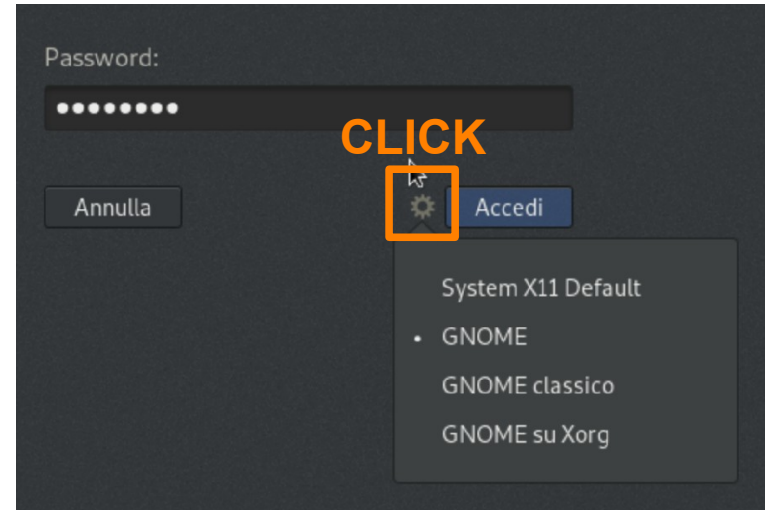 Password:
CLICK
Annulla
Accedi
System X11 Default
GNOME
GNOME classico
GNOME su Xorg